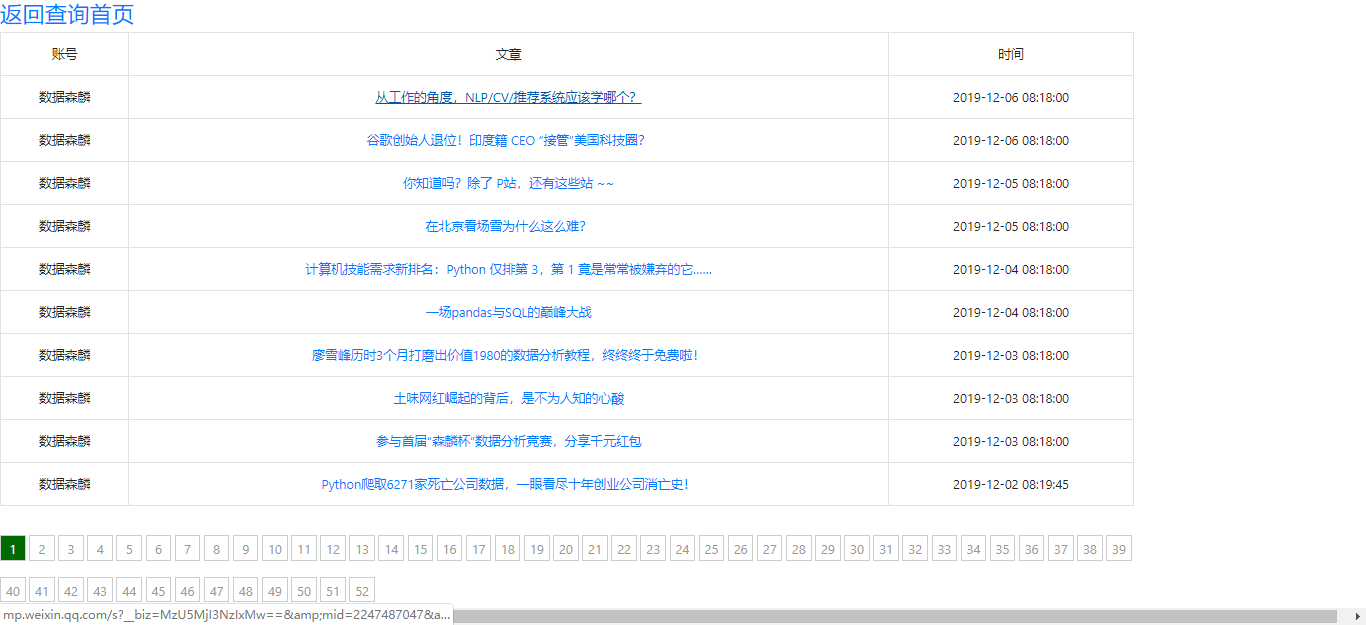 返回查询首页
账号 文章 时间
数据森麟 从工作的角度，NLP/CV/推荐系统应该学哪个？ 2019-12-06 08:18:00
数据森麟 谷歌创始人退位！印度籍 CEO “接管”美国科技圈？ 2019-12-06 08:18:00
数据森麟 你知道吗？除了 P站，还有这些站 ~~ 2019-12-05 08:18:00
数据森麟 在北京看场雪为什么这么难？ 2019-12-05 08:18:00
数据森麟 计算机技能需求新排名：Python 仅排第 3，第 1 竟是常常被嫌弃的它…… 2019-12-04 08:18:00
数据森麟 一场pandas与SQL的巅峰大战 2019-12-04 08:18:00
数据森麟 廖雪峰历时3个月打磨出价值1980的数据分析教程，终终终于免费啦！ 2019-12-03 08:18:00
数据森麟 土味网红崛起的背后，是不为人知的心酸 2019-12-03 08:18:00
数据森麟 参与首届“森麟杯”数据分析竞赛，分享千元红包 2019-12-03 08:18:00
数据森麟 Python爬取6271家死亡公司数据，一眼看尽十年创业公司消亡史！ 2019-12-02 08:19:45
1 2 3 4 5 6 7 8 9 10 11 12 13 14 15 16 17 18 19 20 21 22 23 24 25 26 27 28 29 30 31 32 33 34 35 36 37 38 39
40 41 42 43 44 45 46 47 48 49 50 51 52
mp.weixin.qq.com/s?__biz=MzU5MjI3NzIxMw==&amp;mid=2247487047&a...